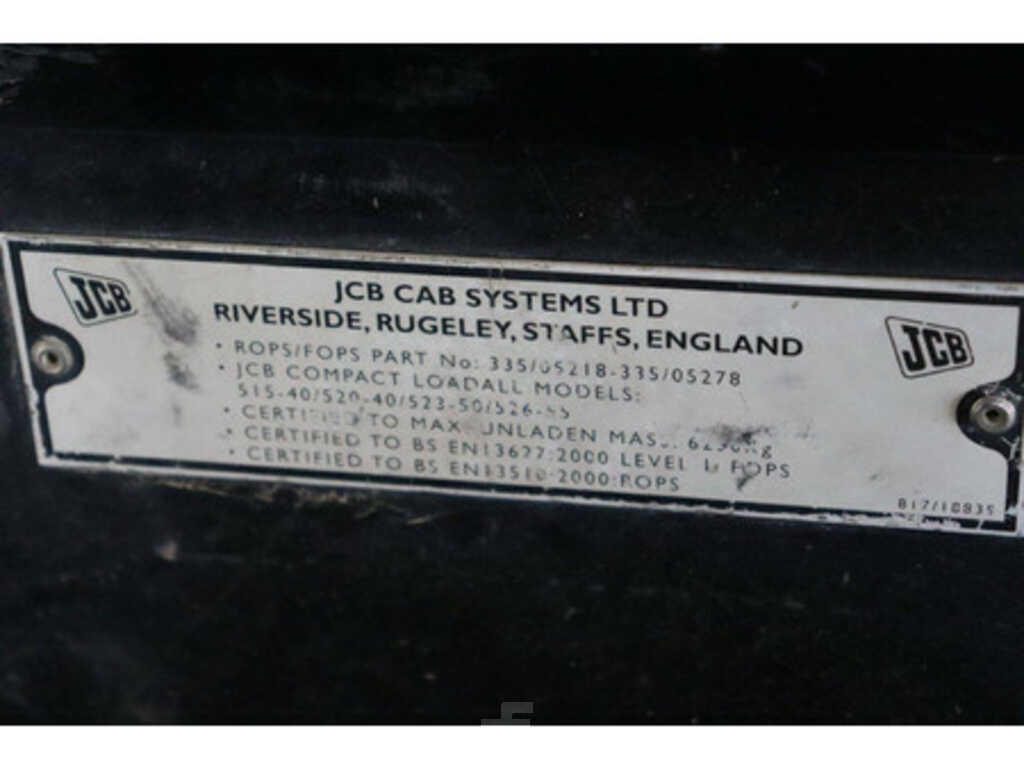 JCB
JCB CAB SYSTEMS LTD
JCB
RIVERSIDE, RUGELEY, STAFFS, ENGLAND
• ROPS/FOPS PART No: 335/05218-335/05278
• JCB COMPACT LOADALL MODELS:
515-40/520-40/523-50/526-55
• CERTIFIED TO MAX. UNLADEN MASS:
• CERTIFIED TO BS EN13627:2000 LEVEL 1, FOPS
• CERTIFIED TO BS EN13510:2000:ROPS
817/18835